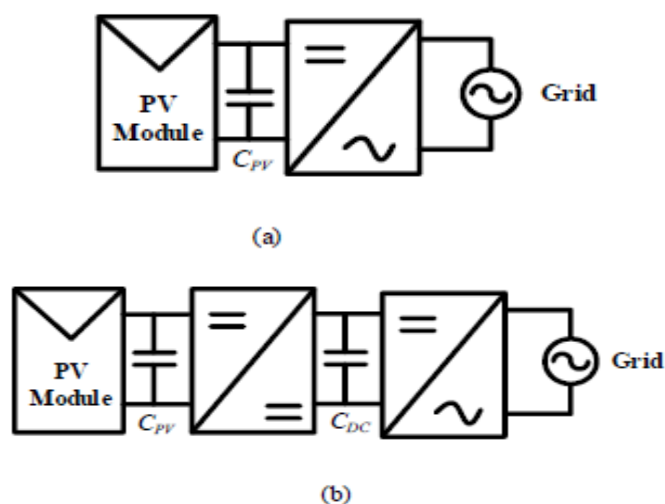 PV
Module
C_PV
Grid
(a)
PV
Module
C_PV
C_DC
Grid
(b)